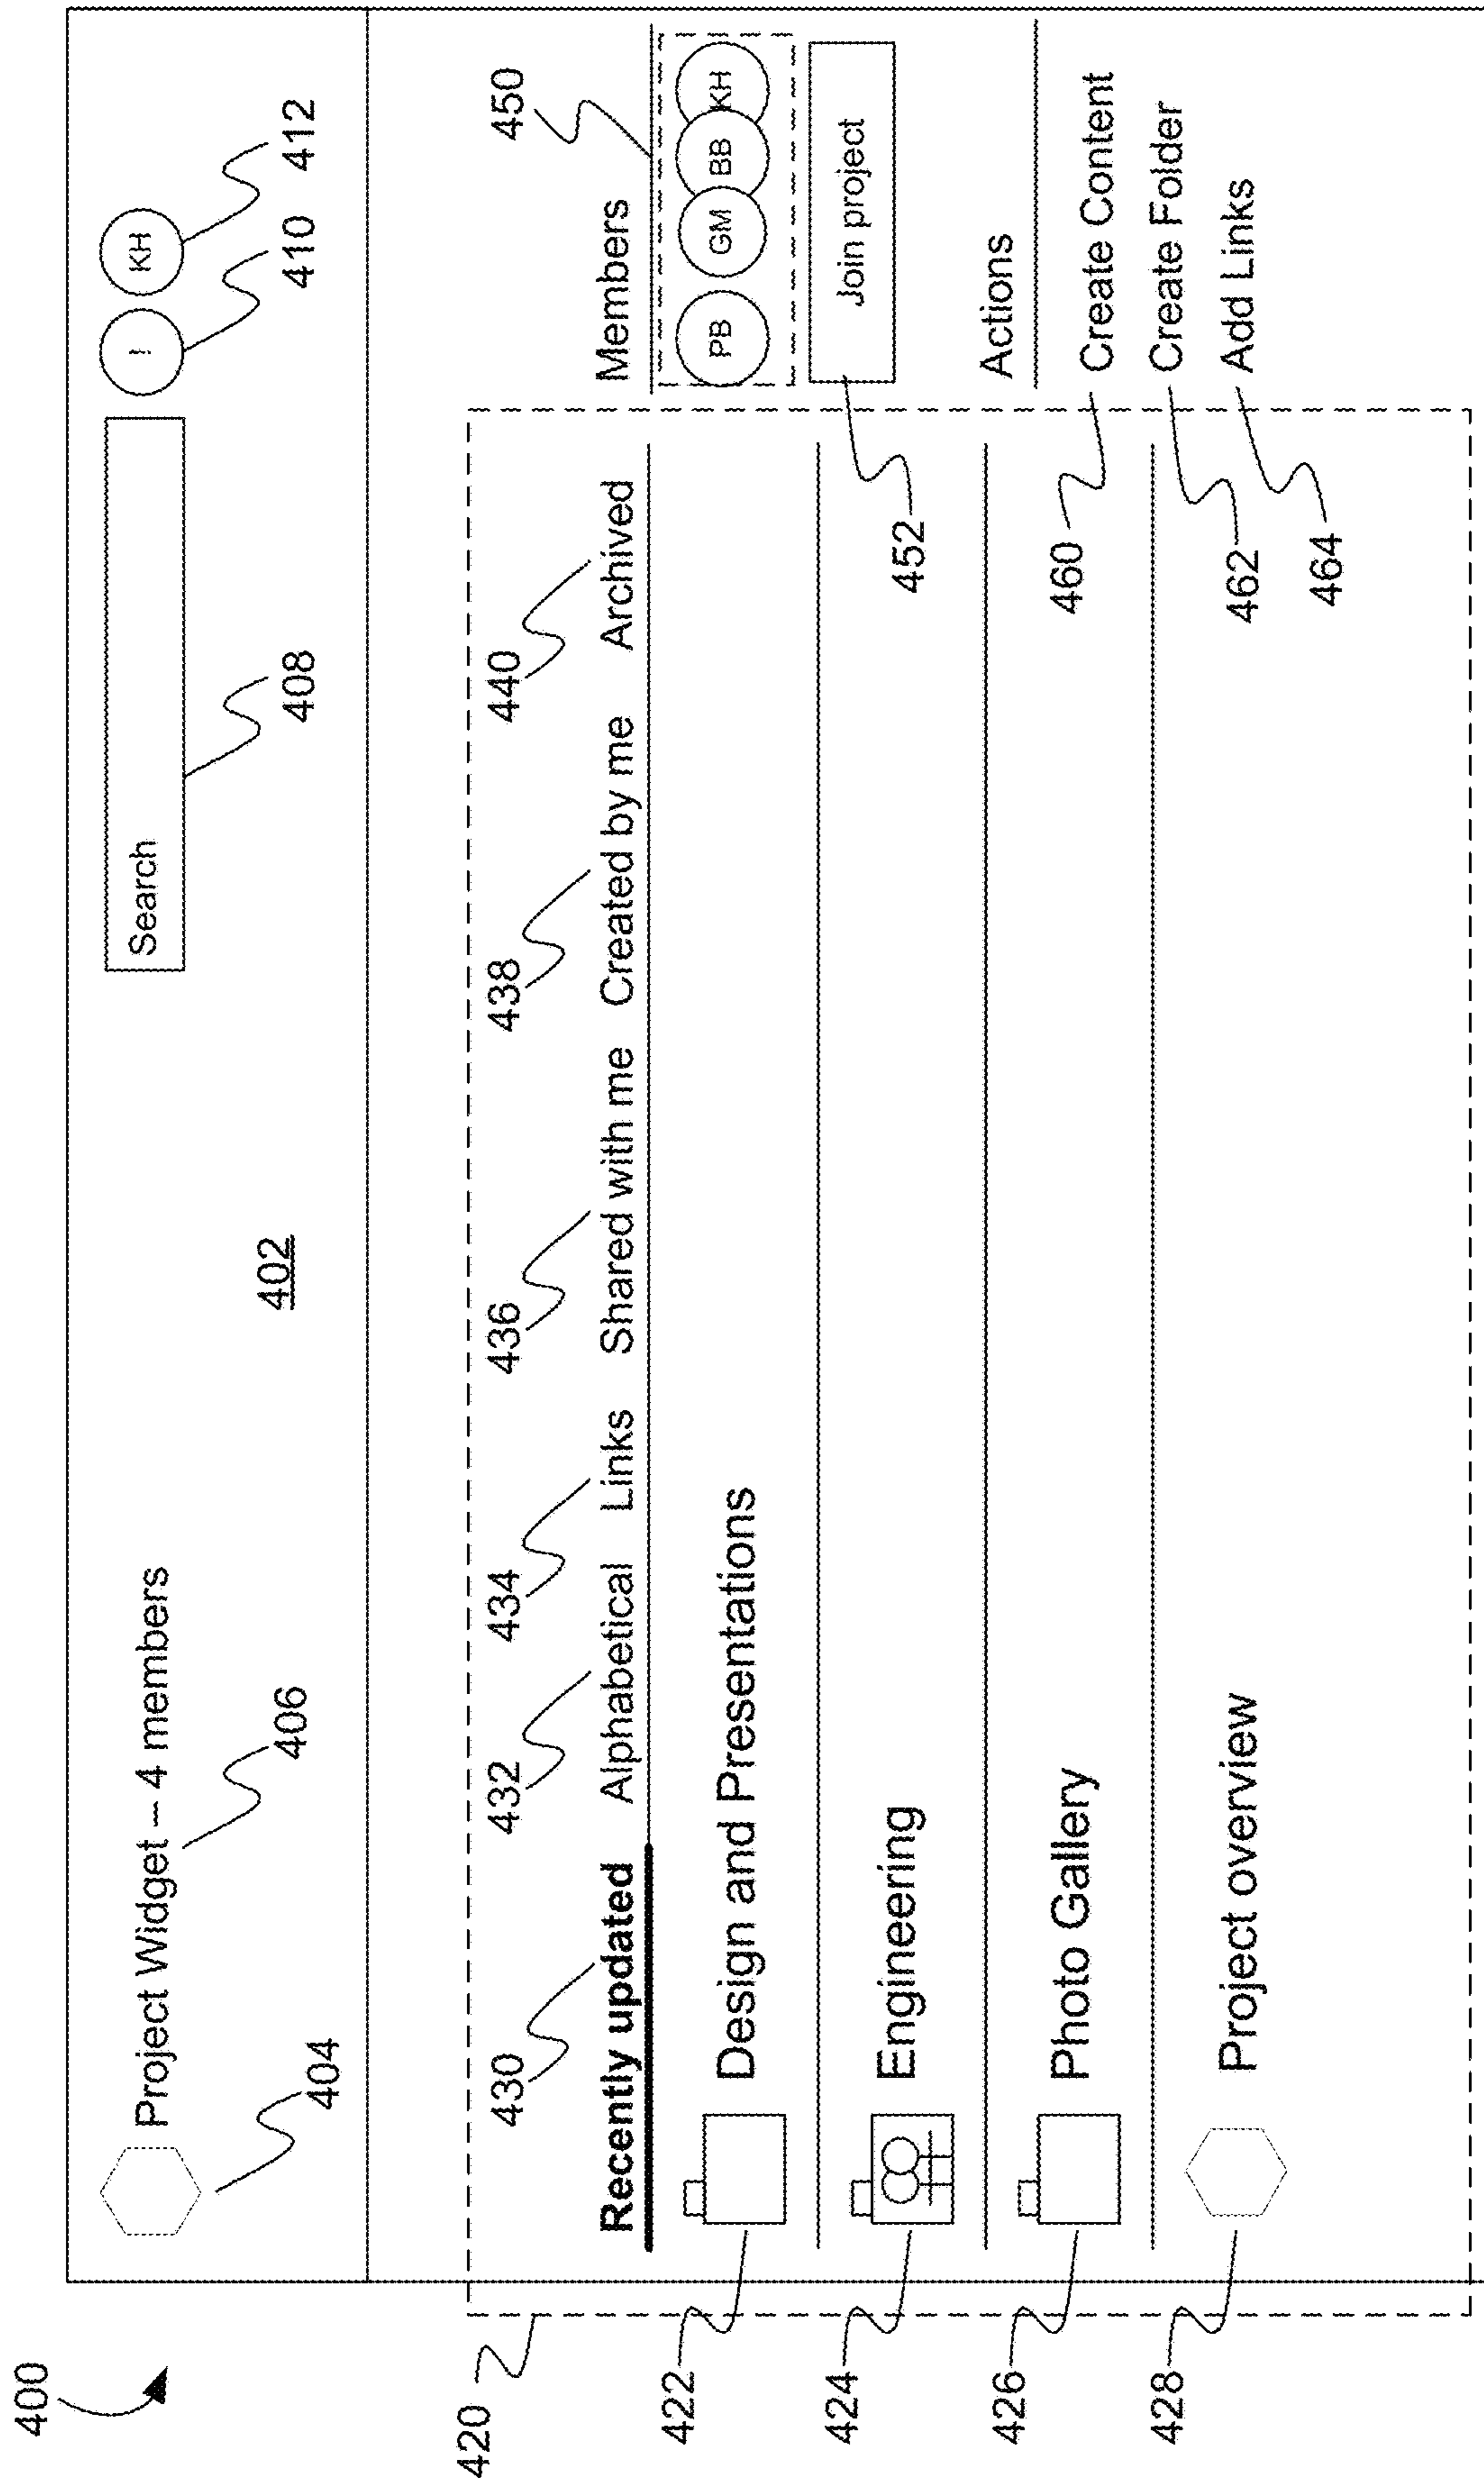 400
Project Widget – 4 members
Search
!
KH
404
406
402
408
410
412
420
430
432
434
436
438
440
450
Recently updated
Alphabetical
Links
Shared with me
Created by me
Archived
Members
422
Design and Presentations
PB
GM
BB
KH
Join project
424
Engineering
452
Actions
426
Photo Gallery
460
Create Content
428
Project overview
462
Create Folder
464
Add Links